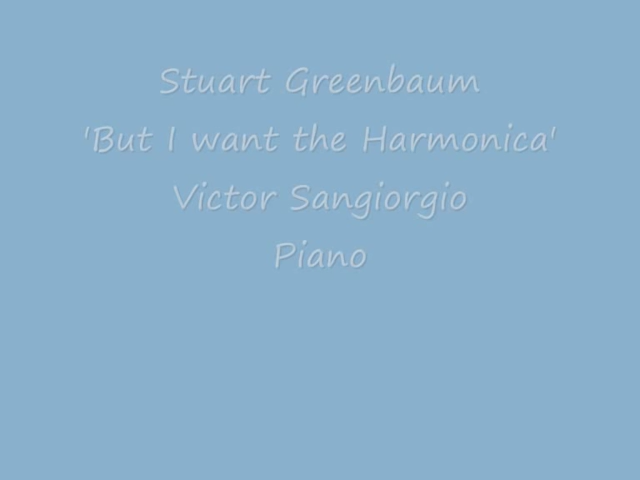 Stuart Greenbaum
'But I want the Harmonica'
Victor Sangiorgio
Piano